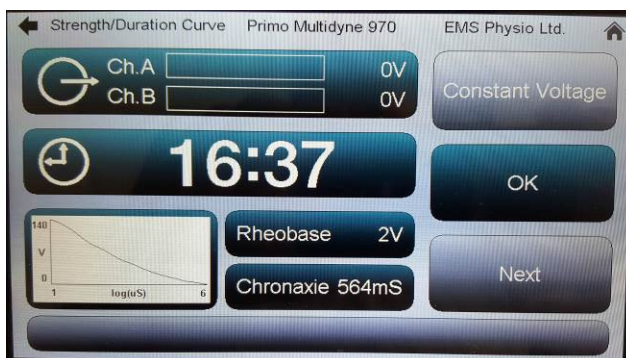 Strength/Duration Curve Primo Multidyne 970 EMS Physio Ltd.
Ch.A 0V
Ch.B 0V
Constant Voltage
16:37
OK
140
V
0
1 log(uS) 6
Rheobase 2V
Chronaxie 564mS
Next